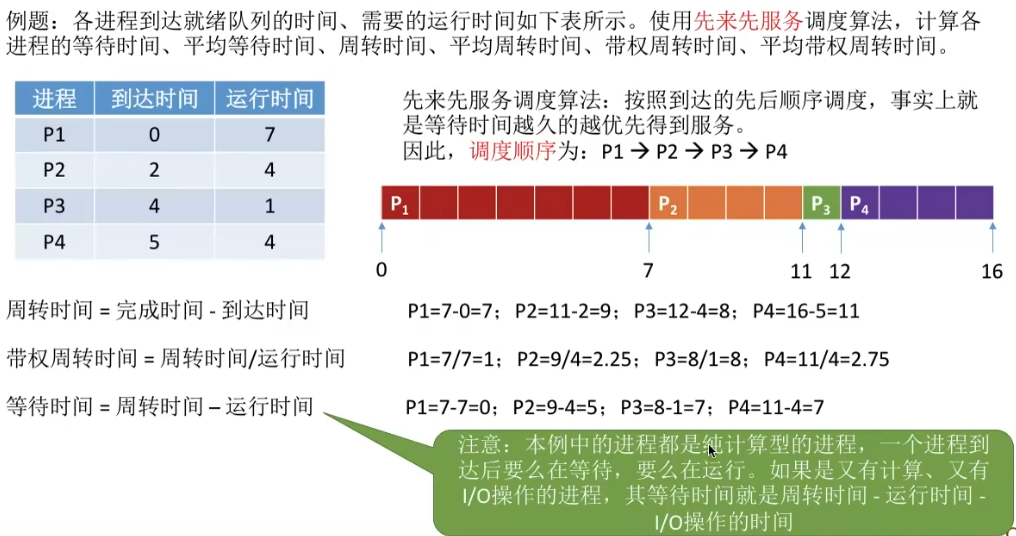 例题：各进程到达就绪队列的时间、需要的运行时间如下表所示。使用先来先服务调度算法，计算各
进程的等待时间、平均等待时间、周转时间、平均周转时间、带权周转时间、平均带权周转时间。
进程 到达时间 运行时间
P1 0 7
P2 2 4
P3 4 1
P4 5 4
先来先服务调度算法：按照到达的先后顺序调度，事实上就
是等待时间越久的越优先得到服务。
因此，调度顺序为：P1 → P2 → P3 → P4
P₁ P₂ P₃ P₄
0 7 11 12 16
周转时间 = 完成时间 - 到达时间 P1=7-0=7；P2=11-2=9；P3=12-4=8；P4=16-5=11
带权周转时间 = 周转时间/运行时间 P1=7/7=1；P2=9/4=2.25；P3=8/1=8；P4=11/4=2.75
等待时间 = 周转时间 – 运行时间 P1=7-7=0；P2=9-4=5；P3=8-1=7；P4=11-4=7
注意：本例中的进程都是纯计算型的进程，一个进程到
达后要么在等待，要么在运行。如果是又有计算、又有
I/O操作的进程，其等待时间就是周转时间 - 运行时间 -
I/O操作的时间